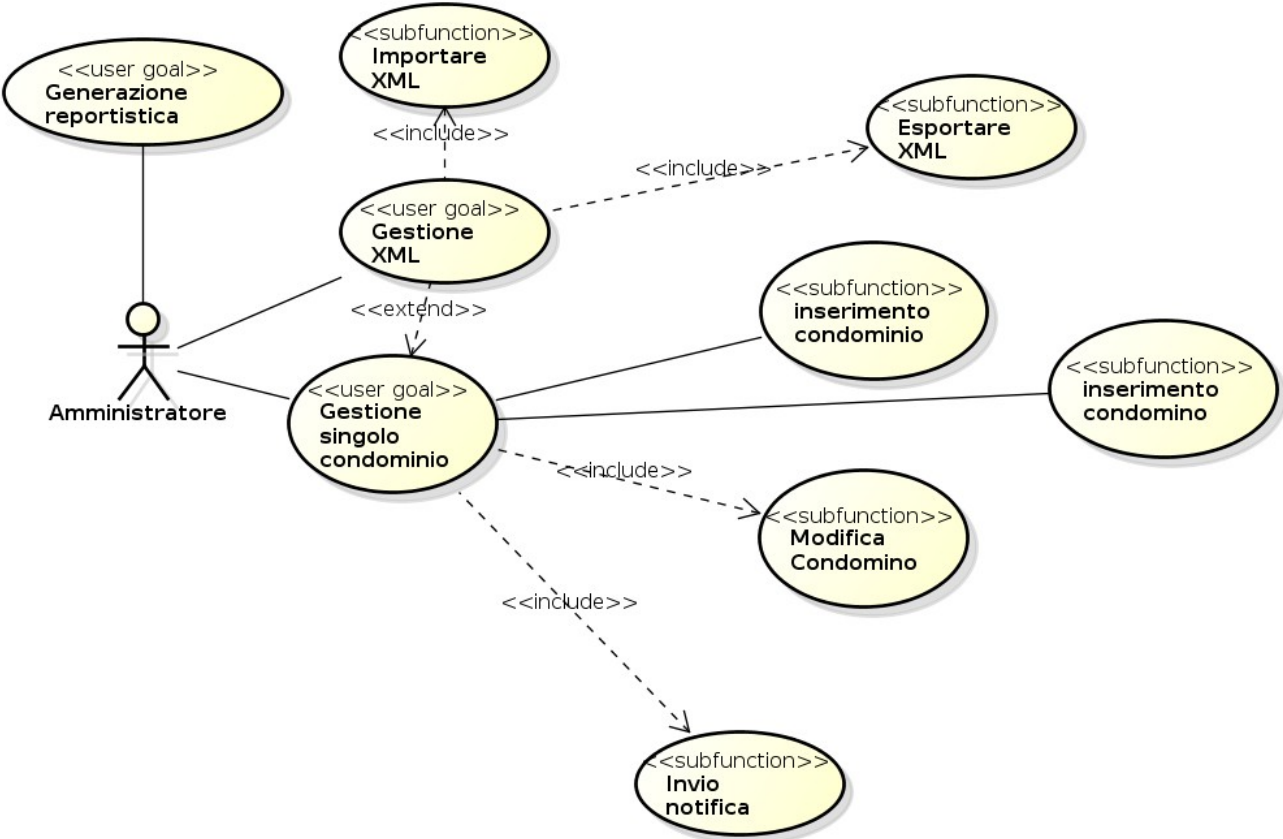 <<subfunction>>
Importare
XML
<<user goal>>
Generazione
reportistica
<<include>>
<<subfunction>>
Esportare
XML
<<include>>
<<user goal>>
Gestione
XML
<<extend>>
<<subfunction>>
inserimento
condominio
<<subfunction>>
inserimento
condomino
Amministratore
<<user goal>>
Gestione
singolo
condominio
<<include>>
<<subfunction>>
Modifica
Condomino
<<include>>
<<subfunction>>
Invio
notifica